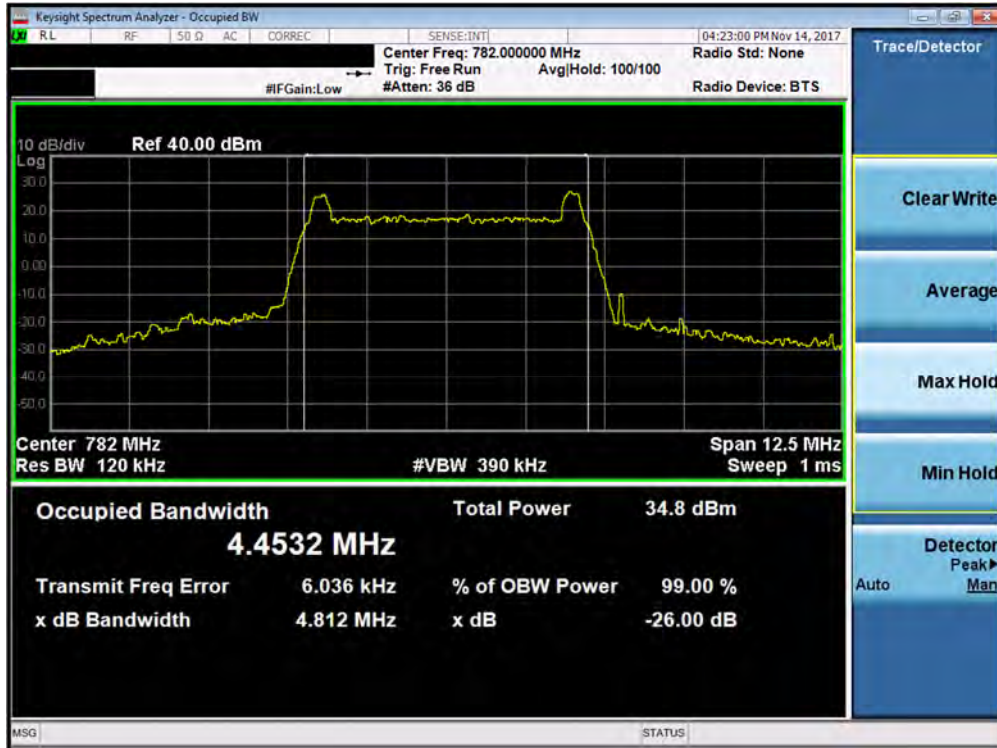 Keysight Spectrum Analyzer - Occupied BW
LXI RL RF 50 Ω AC CORREC SENSE:INT 04:23:00 PM Nov 14, 2017
Center Freq: 782.000000 MHz Radio Std: None
Trig: Free Run Avg|Hold: 100/100
#IFGain:Low #Atten: 36 dB Radio Device: BTS
10 dB/div Ref 40.00 dBm
Log
30.0
20.0
10.0
0.00
-10.0
-20.0
-30.0
-40.0
-50.0
Center 782 MHz Span 12.5 MHz
Res BW 120 kHz #VBW 390 kHz Sweep 1 ms
Occupied Bandwidth Total Power 34.8 dBm
4.4532 MHz
Transmit Freq Error 6.036 kHz % of OBW Power 99.00 %
x dB Bandwidth 4.812 MHz x dB -26.00 dB
MSG STATUS
Trace/Detector
Clear Write
Average
Max Hold
Min Hold
Detector
Peak▶
Auto Man